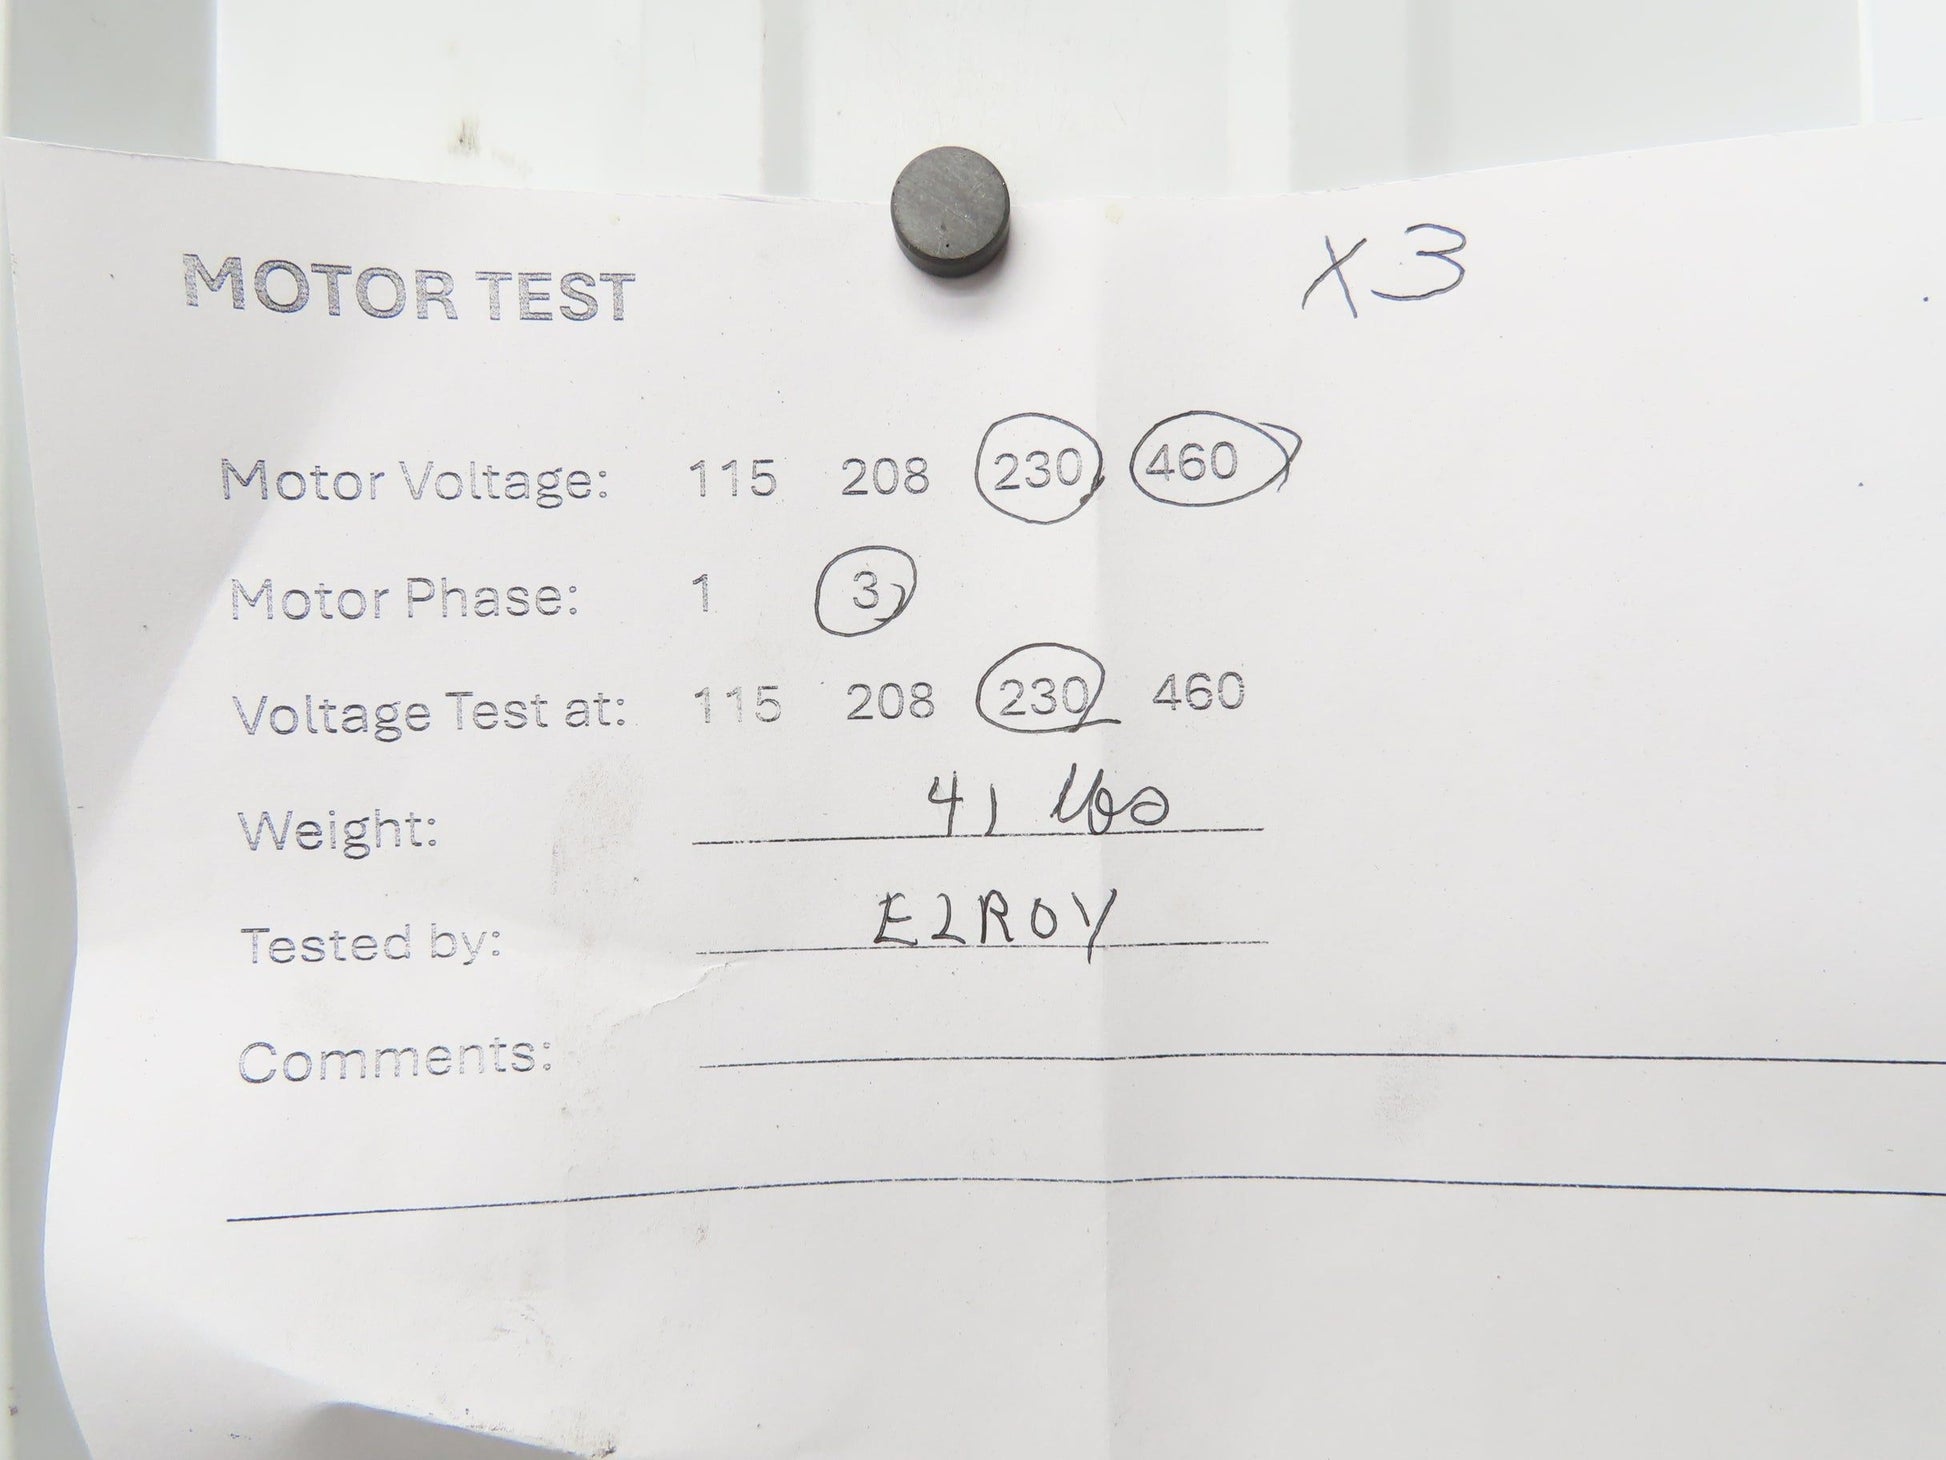 MOTOR TEST X3
Motor Voltage: 115 208 230 460
Motor Phase: 1 3
Voltage Test at: 115 208 230 460
Weight: 41 lbs
Tested by: ELROY
Comments: